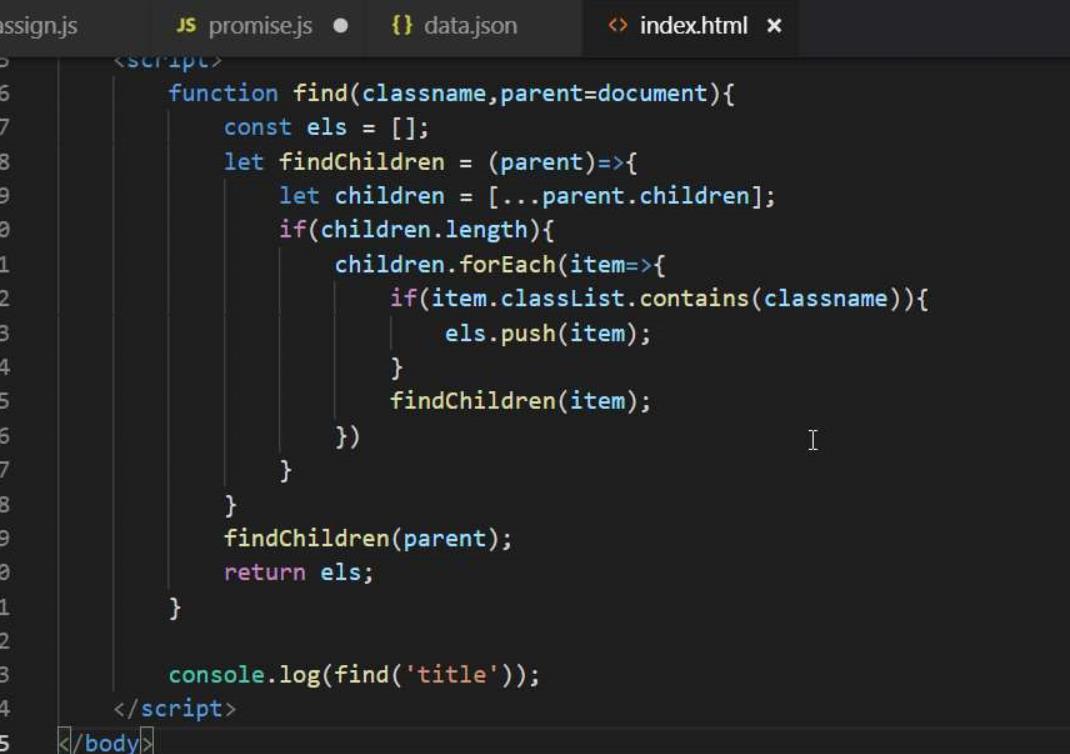 assign.js JS promise.js ● {} data.json <> index.html ×
5 <script>
6 function find(classname,parent=document){
7 const els = [];
8 let findChildren = (parent)=>{
9 let children = [...parent.children];
0 if(children.length){
1 children.forEach(item=>{
2 if(item.classList.contains(classname)){
3 els.push(item);
4 }
5 findChildren(item);
6 })
7 }
8 }
9 findChildren(parent);
0 return els;
1 }
2
3 console.log(find('title'));
4 </script>
5 </body>